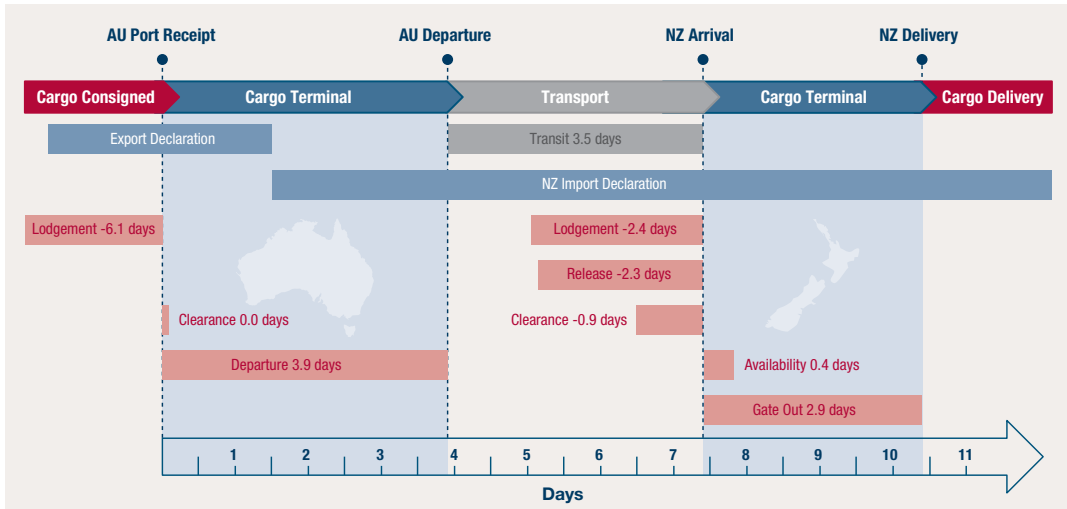 AU Port Receipt
AU Departure
NZ Arrival
NZ Delivery
Cargo Consigned
Cargo Terminal
Transport
Cargo Terminal
Cargo Delivery
Export Declaration
Transit 3.5 days
NZ Import Declaration
Lodgement -6.1 days
Lodgement -2.4 days
Release -2.3 days
Clearance 0.0 days
Clearance -0.9 days
Departure 3.9 days
Availability 0.4 days
Gate Out 2.9 days
1 2 3 4 5 6 7 8 9 10 11
Days